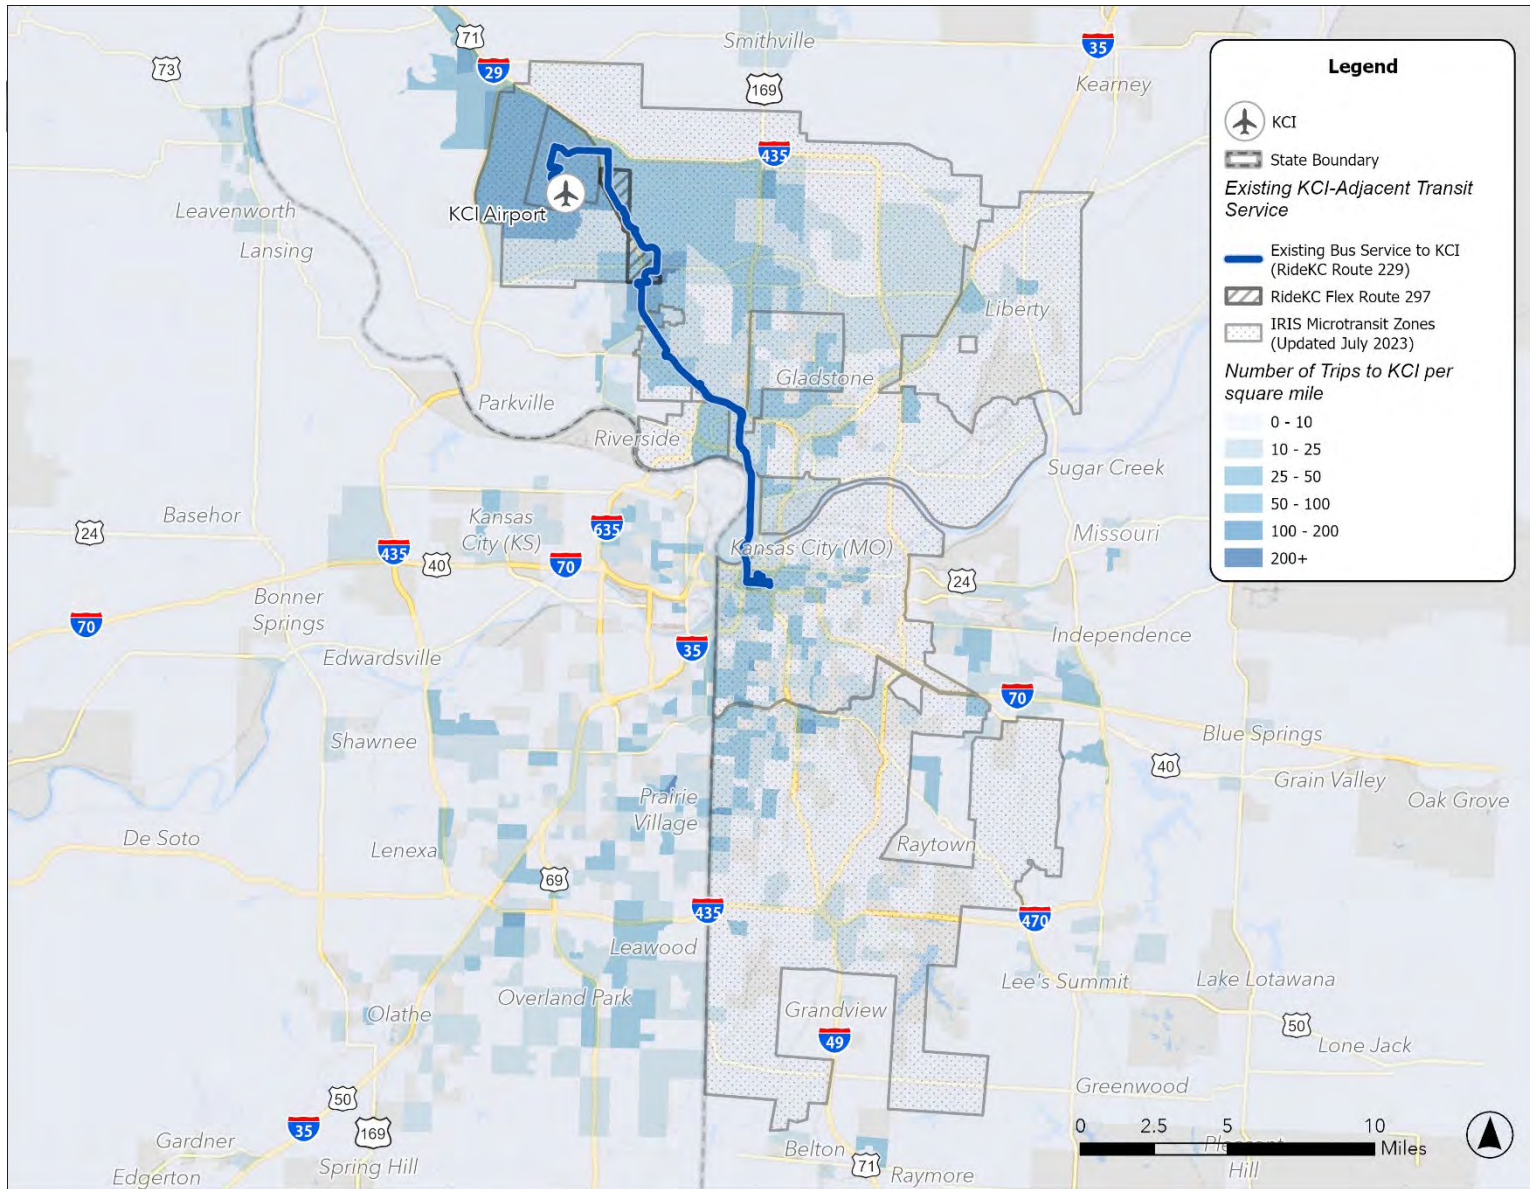 71
Smithville
35
73
29
Kearney
169
435
Leavenworth
KCI Airport
Lansing
Liberty
Gladstone
Parkville
Riverside
Sugar Creek
Basehor
Kansas
City (KS)
635
24
435
40
70
Kansas City (MO)
Missouri
24
Bonner
Springs
70
Edwardsville
35
Independence
70
Shawnee
Blue Springs
40
Grain Valley
Prairie
Village
Oak Grove
De Soto
Lenexa
Raytown
69
435
470
Leawood
Lee's Summit
Lake Lotawana
Overland Park
Olathe
Grandview
50
49
Lone Jack
Greenwood
50
35
169
Gardner
Edgerton
Spring Hill
Belton
71
Raymore
Pleasant
Hill
Legend
KCI
State Boundary
Existing KCI-Adjacent Transit
Service
Existing Bus Service to KCI
(RideKC Route 229)
RideKC Flex Route 297
IRIS Microtransit Zones
(Updated July 2023)
Number of Trips to KCI per
square mile
0 - 10
10 - 25
25 - 50
50 - 100
100 - 200
200+
0 2.5 5 10
Miles